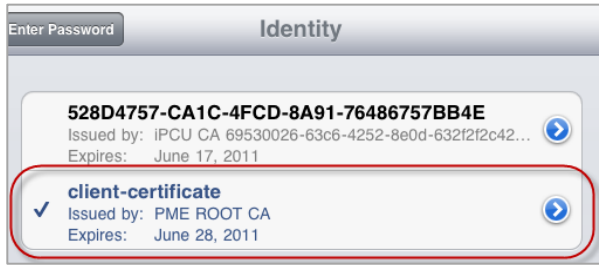 Enter Password
Identity
528D4757-CA1C-4FCD-8A91-76486757BB4E
Issued by: iPCU CA 69530026-63c6-4252-8e0d-632f2f2c42...
Expires: June 17, 2011
client-certificate
Issued by: PME ROOT CA
Expires: June 28, 2011